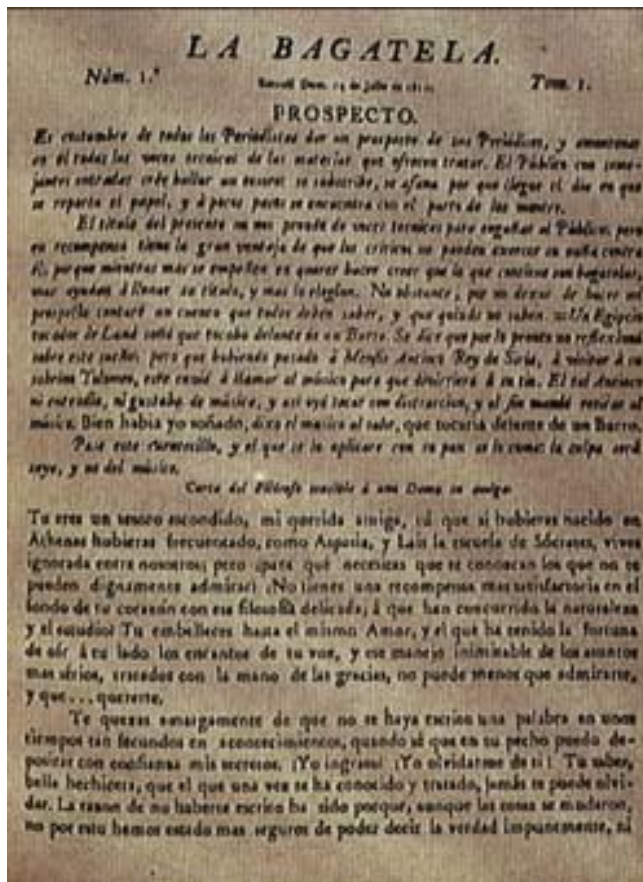 LA BAGATELA.
Núm. 1.º
Tom. 1.
PROSPECTO.
Es costumbre de todos los Periodistas dar un prospecto de sus Periódicos, y amontonar
en él todas las voces tecnicas de las materias que ofrecen tratar. El Público con seme-
jantes entradas crée hallar un tesoro: se subscribe, se afana por que llegue el dia en que
se reparta el papel, y á pocos pasos se encuentra con el parto de los montes.
El título del presente no nos provée de voces tecnicas para engañar al Público; pero
en recompensa tiene la gran ventaja de que los críticos no pueden exercer su contra
él; porque mientras mas se empeñen en querer hacer creer que lo que contiene son bagatelas,
mas ayudan á llenar su título, y mas lo elogian. No obstante, por no dexar de hacer un
contaré un cuento que todos deben saber, y que quizás no saben. Un Egipcio
tocador de Laud soñó que tocaba delante de un Burro. Se dice que por lo pronto no reflexionó
sobre este sueño; pero que habiendo pasado á Menfis Antioco Rey de Siria, á visitar á su
sobrino Tolomeo, este envió á llamar al músico para que divirtiera á su tio. El tal Antioco
ni entendia, ni gustaba de música, y asi oyó tocar con distraccion, y al fin mandó retirar al
músico. Bien habia yo soñado, dixo el musico al salir, que tocaria delante de un Burro.
Pase este cuentecillo, y el que se lo aplicare con su pan se lo coma: la culpa será
suya, y no del músico.
Carta del Filósofo sensible á una Dama su amiga
Tu eres un tesoro escondido, mi querida amiga, tú que si hubieras nacido en
Athenas hubieras frecuentado, como Aspasia, y Lais la escuela de Sócrates, vives
ignorada entre nosotros; pero ¿para qué necesitas que te conozcan los que no te
pueden dignamente admirar? ¿No tienes una recompensa mas satisfactoria en el
fondo de tu corazón con esa filosofía delicada; á que han concurrido la naturaleza
y el estudio? Tu embelleces hasta el mismo Amor, y el que ha tenido la fortuna
de oír á tu lado los encantos de tu voz, y ese manejo inimitable de los asuntos
mas sérios, tratados con la mano de las gracias, no puede menos que admirarte,
y que... quererte.
Te quexas amargamente de que no te haya escrito una palabra en unos
tiempos tan fecundos en acontecimientos, quando sé que en tu pecho puedo de-
positar con confianza mis secretos. ¡Yo ingrato! ¡Yo olvidarme de ti! Tu sabes,
bella hechicera, que el que una vez te ha conocido y tratado, jamás te puede olvi-
dar. La razon de no haberte escrito ha sido porque, aunque las cosas se mudaron,
no por esto hemos estado mas seguros de poder decir la verdad impunemente, ni